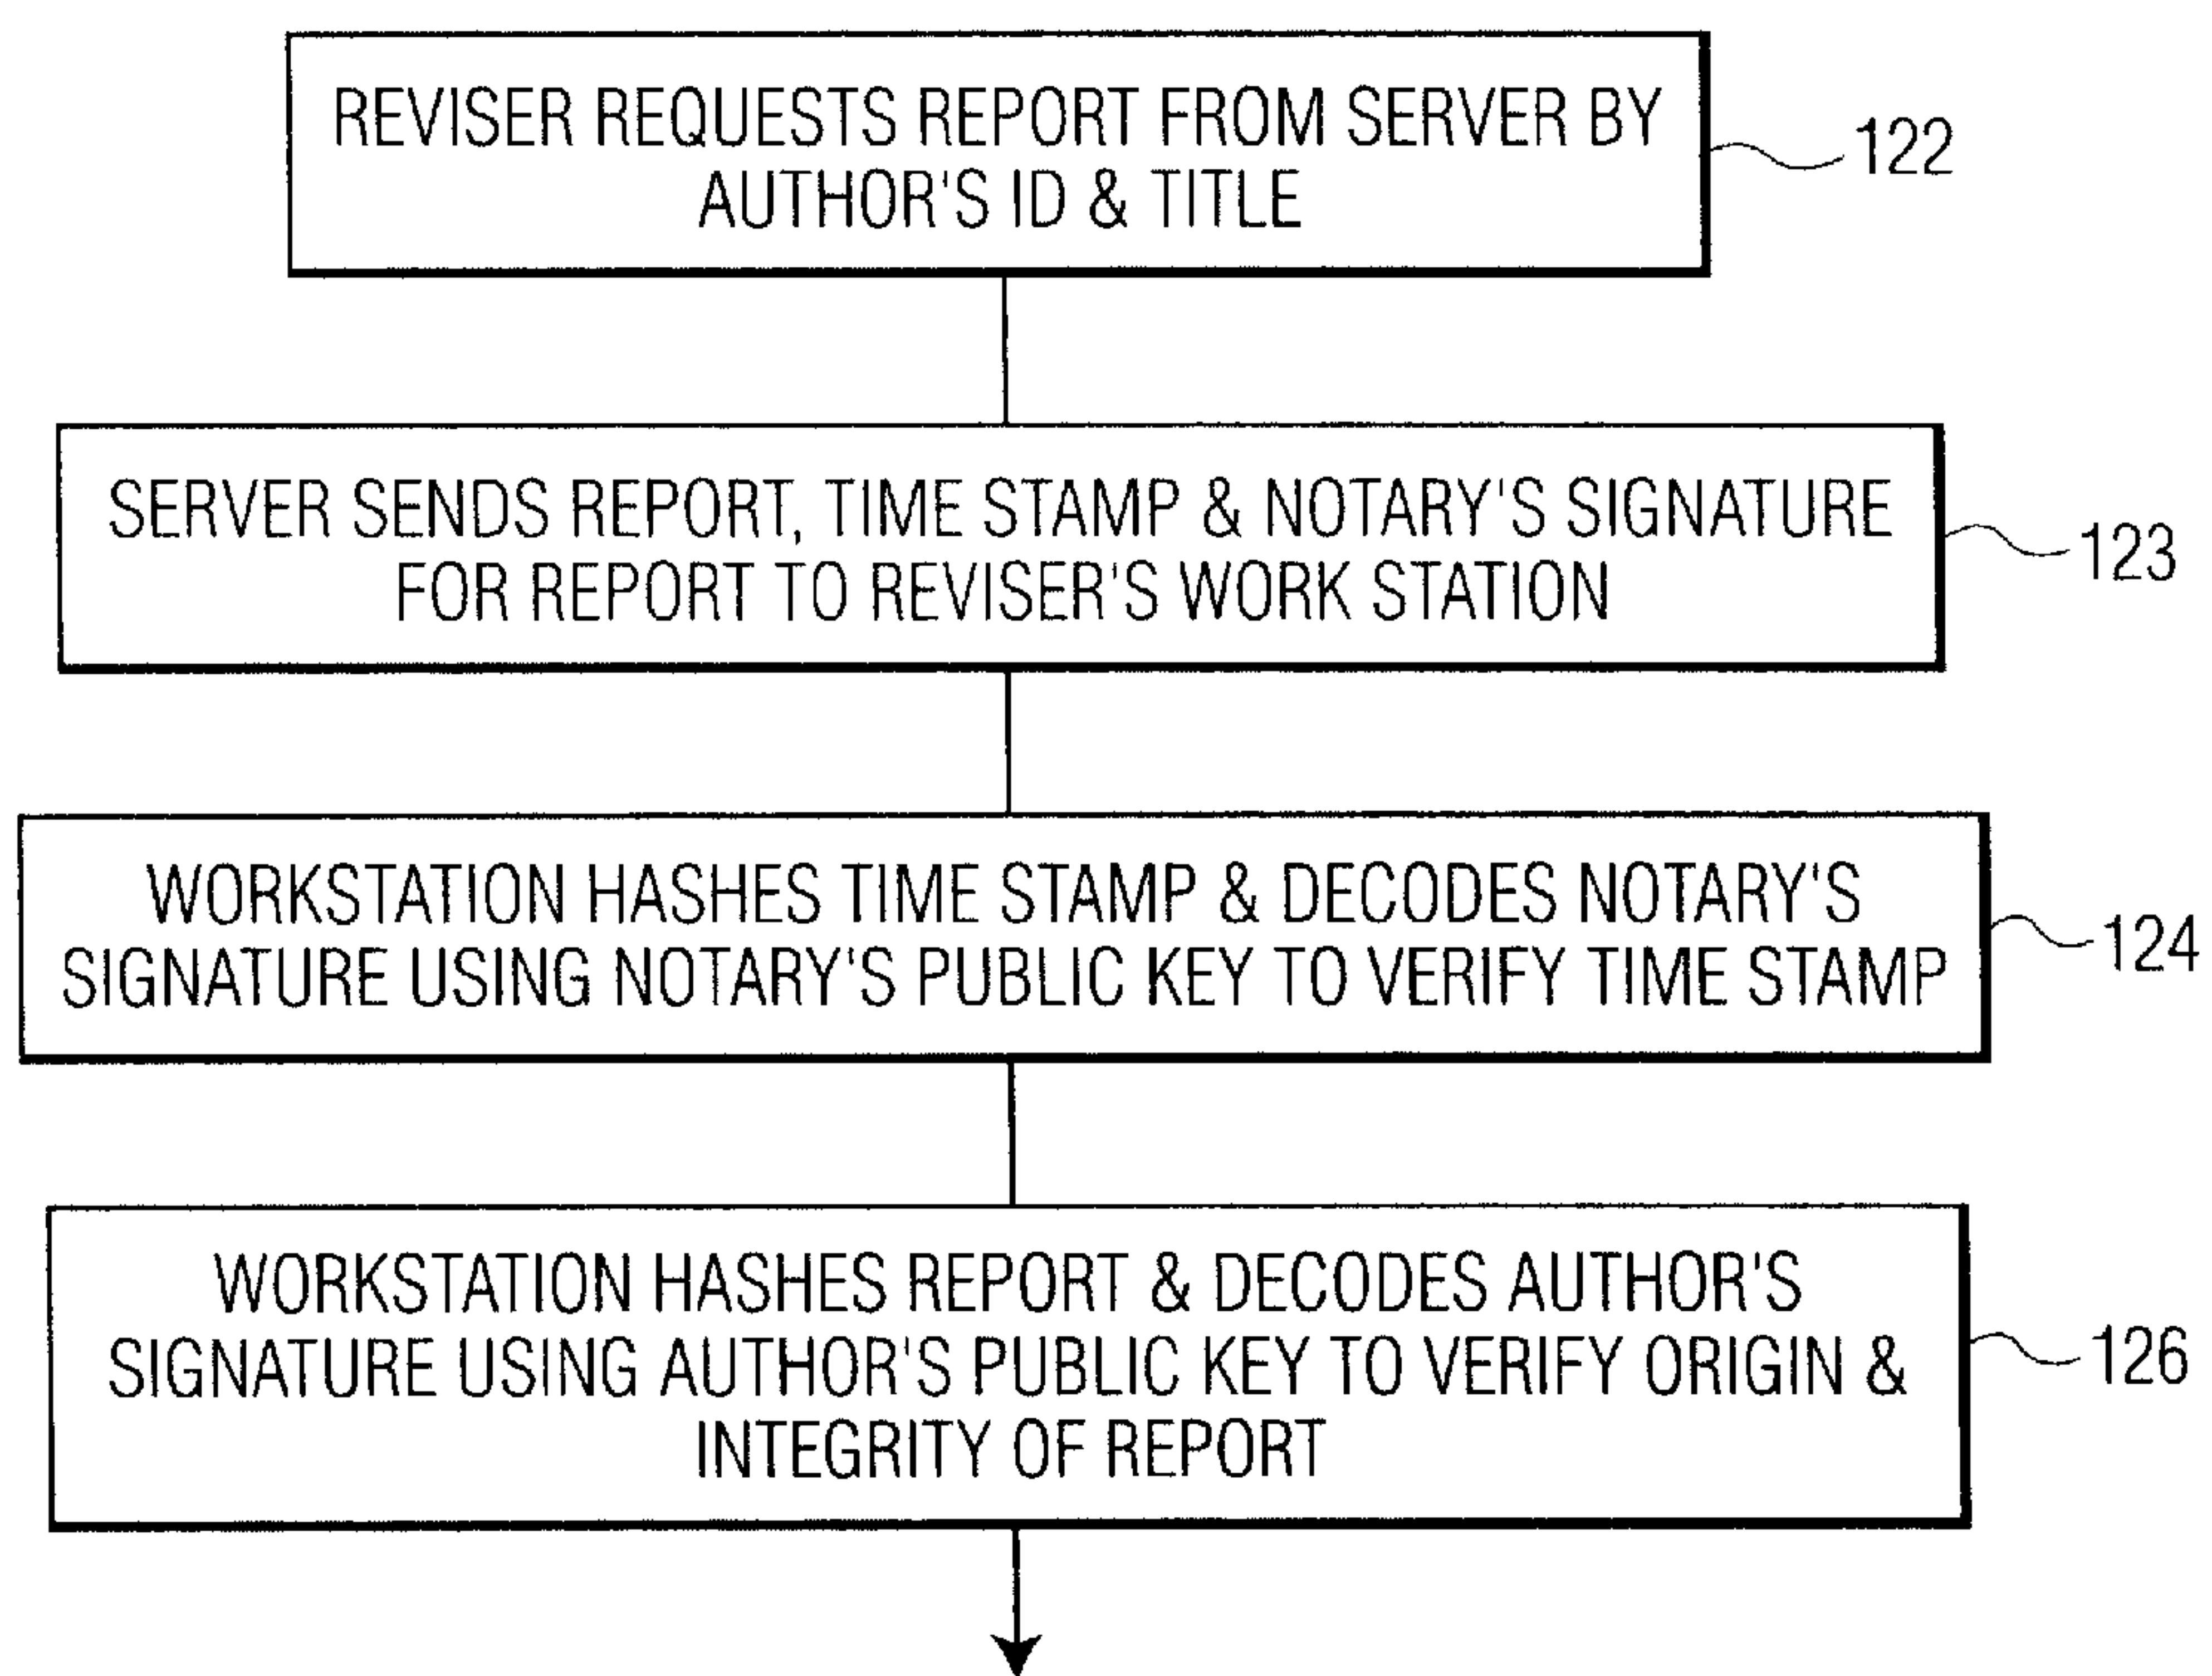 REVISER REQUESTS REPORT FROM SERVER BY
AUTHOR'S ID & TITLE
122
SERVER SENDS REPORT, TIME STAMP & NOTARY'S SIGNATURE
FOR REPORT TO REVISER'S WORK STATION
123
WORKSTATION HASHES TIME STAMP & DECODES NOTARY'S
SIGNATURE USING NOTARY'S PUBLIC KEY TO VERIFY TIME STAMP
124
WORKSTATION HASHES REPORT & DECODES AUTHOR'S
SIGNATURE USING AUTHOR'S PUBLIC KEY TO VERIFY ORIGIN &
INTEGRITY OF REPORT
126